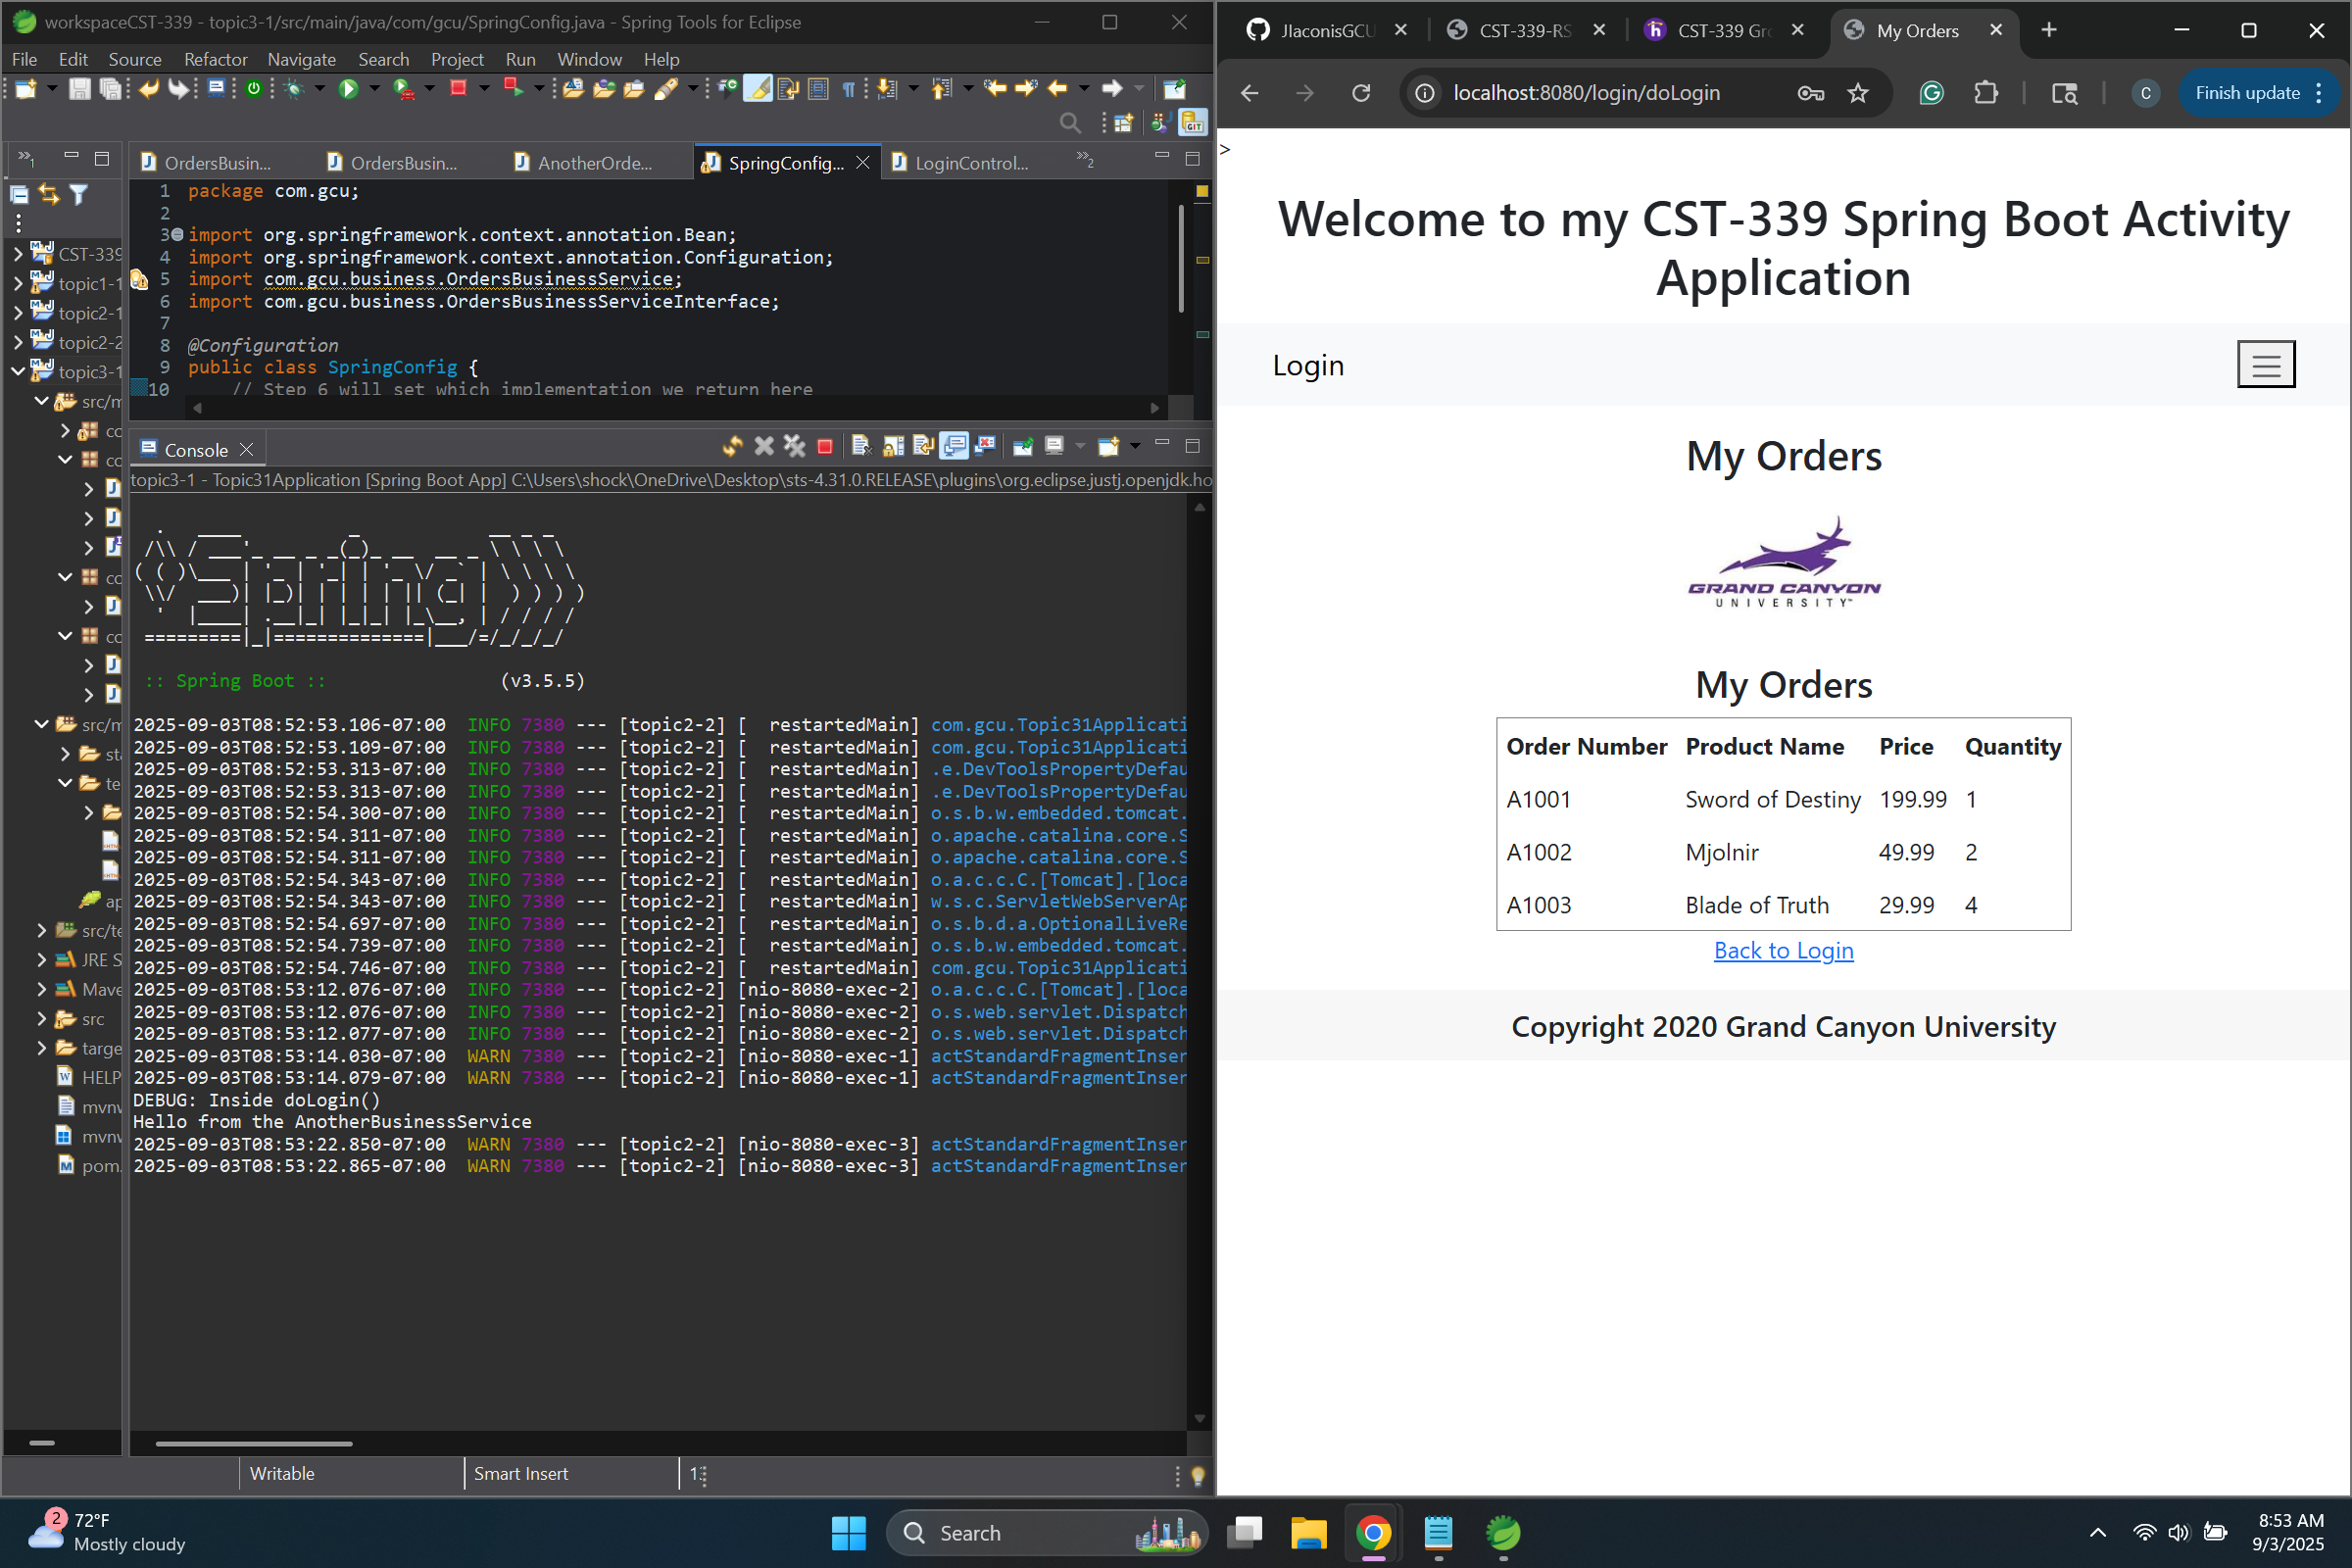 workspaceCST-339 - topic3-1/src/main/java/com/gcu/SpringConfig.java - Spring Tools for Eclipse
File Edit Source Refactor Navigate Search Project Run Window Help
OrdersBusin... OrdersBusin... AnotherOrde... SpringConfig... LoginControl...
CST-339
topic1-1
topic2-1
topic2-2
topic3-1
src/m
src/m
src/te
JRE S
Mave
src
targe
HELP
mvnw
mvnw
pom.
1 package com.gcu;
2
3 import org.springframework.context.annotation.Bean;
4 import org.springframework.context.annotation.Configuration;
5 import com.gcu.business.OrdersBusinessService;
6 import com.gcu.business.OrdersBusinessServiceInterface;
7
8 @Configuration
9 public class SpringConfig {
10 // Step 6 will set which implementation we return here
Console
topic3-1 - Topic31Application [Spring Boot App] C:\Users\shock\OneDrive\Desktop\sts-4.31.0.RELEASE\plugins\org.eclipse.justj.openjdk.ho
:: Spring Boot :: (v3.5.5)
2025-09-03T08:52:53.106-07:00 INFO 7380 --- [topic2-2] [ restartedMain] com.gcu.Topic31Applicati
2025-09-03T08:52:53.109-07:00 INFO 7380 --- [topic2-2] [ restartedMain] com.gcu.Topic31Applicati
2025-09-03T08:52:53.313-07:00 INFO 7380 --- [topic2-2] [ restartedMain] .e.DevToolsPropertyDefau
2025-09-03T08:52:53.313-07:00 INFO 7380 --- [topic2-2] [ restartedMain] .e.DevToolsPropertyDefau
2025-09-03T08:52:54.300-07:00 INFO 7380 --- [topic2-2] [ restartedMain] o.s.b.w.embedded.tomcat.
2025-09-03T08:52:54.311-07:00 INFO 7380 --- [topic2-2] [ restartedMain] o.apache.catalina.core.S
2025-09-03T08:52:54.311-07:00 INFO 7380 --- [topic2-2] [ restartedMain] o.apache.catalina.core.S
2025-09-03T08:52:54.343-07:00 INFO 7380 --- [topic2-2] [ restartedMain] o.a.c.c.C.[Tomcat].[loca
2025-09-03T08:52:54.343-07:00 INFO 7380 --- [topic2-2] [ restartedMain] w.s.c.ServletWebServerAp
2025-09-03T08:52:54.697-07:00 INFO 7380 --- [topic2-2] [ restartedMain] o.s.b.d.a.OptionalLiveRe
2025-09-03T08:52:54.739-07:00 INFO 7380 --- [topic2-2] [ restartedMain] o.s.b.w.embedded.tomcat.
2025-09-03T08:52:54.746-07:00 INFO 7380 --- [topic2-2] [ restartedMain] com.gcu.Topic31Applicati
2025-09-03T08:53:12.076-07:00 INFO 7380 --- [topic2-2] [nio-8080-exec-2] o.a.c.c.C.[Tomcat].[loca
2025-09-03T08:53:12.076-07:00 INFO 7380 --- [topic2-2] [nio-8080-exec-2] o.s.web.servlet.Dispatch
2025-09-03T08:53:12.077-07:00 INFO 7380 --- [topic2-2] [nio-8080-exec-2] o.s.web.servlet.Dispatch
2025-09-03T08:53:14.030-07:00 WARN 7380 --- [topic2-2] [nio-8080-exec-1] actStandardFragmentInser
2025-09-03T08:53:14.079-07:00 WARN 7380 --- [topic2-2] [nio-8080-exec-1] actStandardFragmentInser
DEBUG: Inside doLogin()
Hello from the AnotherBusinessService
2025-09-03T08:53:22.850-07:00 WARN 7380 --- [topic2-2] [nio-8080-exec-3] actStandardFragmentInser
2025-09-03T08:53:22.865-07:00 WARN 7380 --- [topic2-2] [nio-8080-exec-3] actStandardFragmentInser
Writable Smart Insert
JIaconisGCU CST-339-RS CST-339 Gro My Orders
localhost:8080/login/doLogin
C
Finish update
>
Welcome to my CST-339 Spring Boot Activity
Application
Login
My Orders
GRAND CANYON
UNIVERSITY™
My Orders
Order Number Product Name Price Quantity
A1001 Sword of Destiny 199.99 1
A1002 Mjolnir 49.99 2
A1003 Blade of Truth 29.99 4
Back to Login
Copyright 2020 Grand Canyon University
2
72°F
Mostly cloudy
Search
8:53 AM
9/3/2025